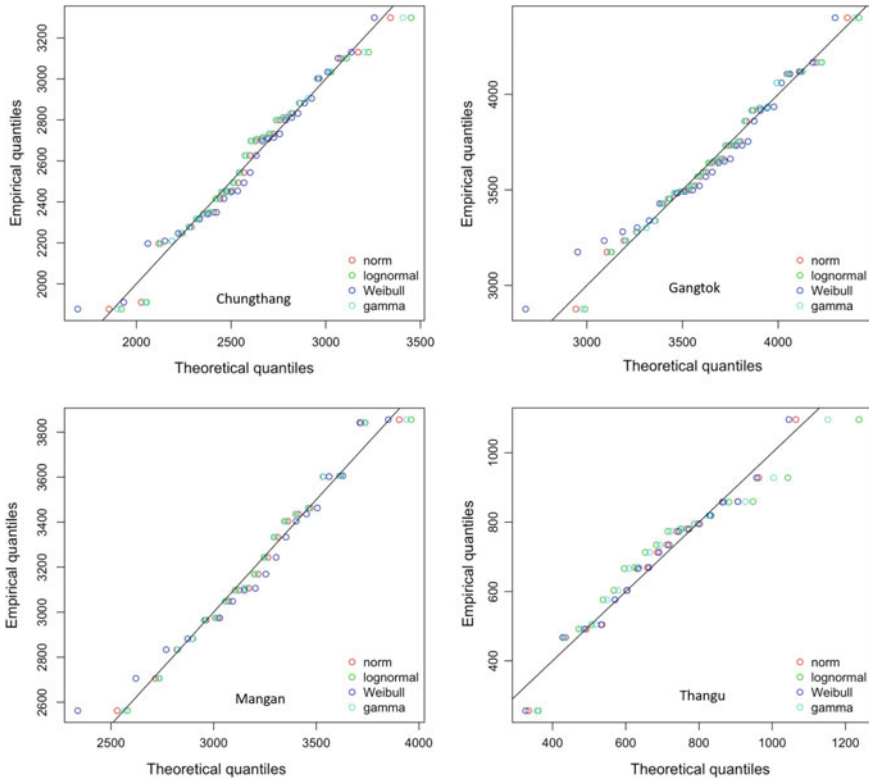 Empirical quantiles
2000 2200 2400 2600 2800 3000 3200
Chungthang
norm
lognormal
Weibull
gamma
2000 2500 3000 3500
Theoretical quantiles
Empirical quantiles
3000 3500 4000
Gangtok
norm
lognormal
Weibull
gamma
3000 3500 4000
Theoretical quantiles
Empirical quantiles
2600 2800 3000 3200 3400 3600 3800
Mangan
norm
lognormal
Weibull
gamma
2500 3000 3500 4000
Theoretical quantiles
Empirical quantiles
400 600 800 1000
Thangu
norm
lognormal
Weibull
gamma
400 600 800 1000 1200
Theoretical quantiles